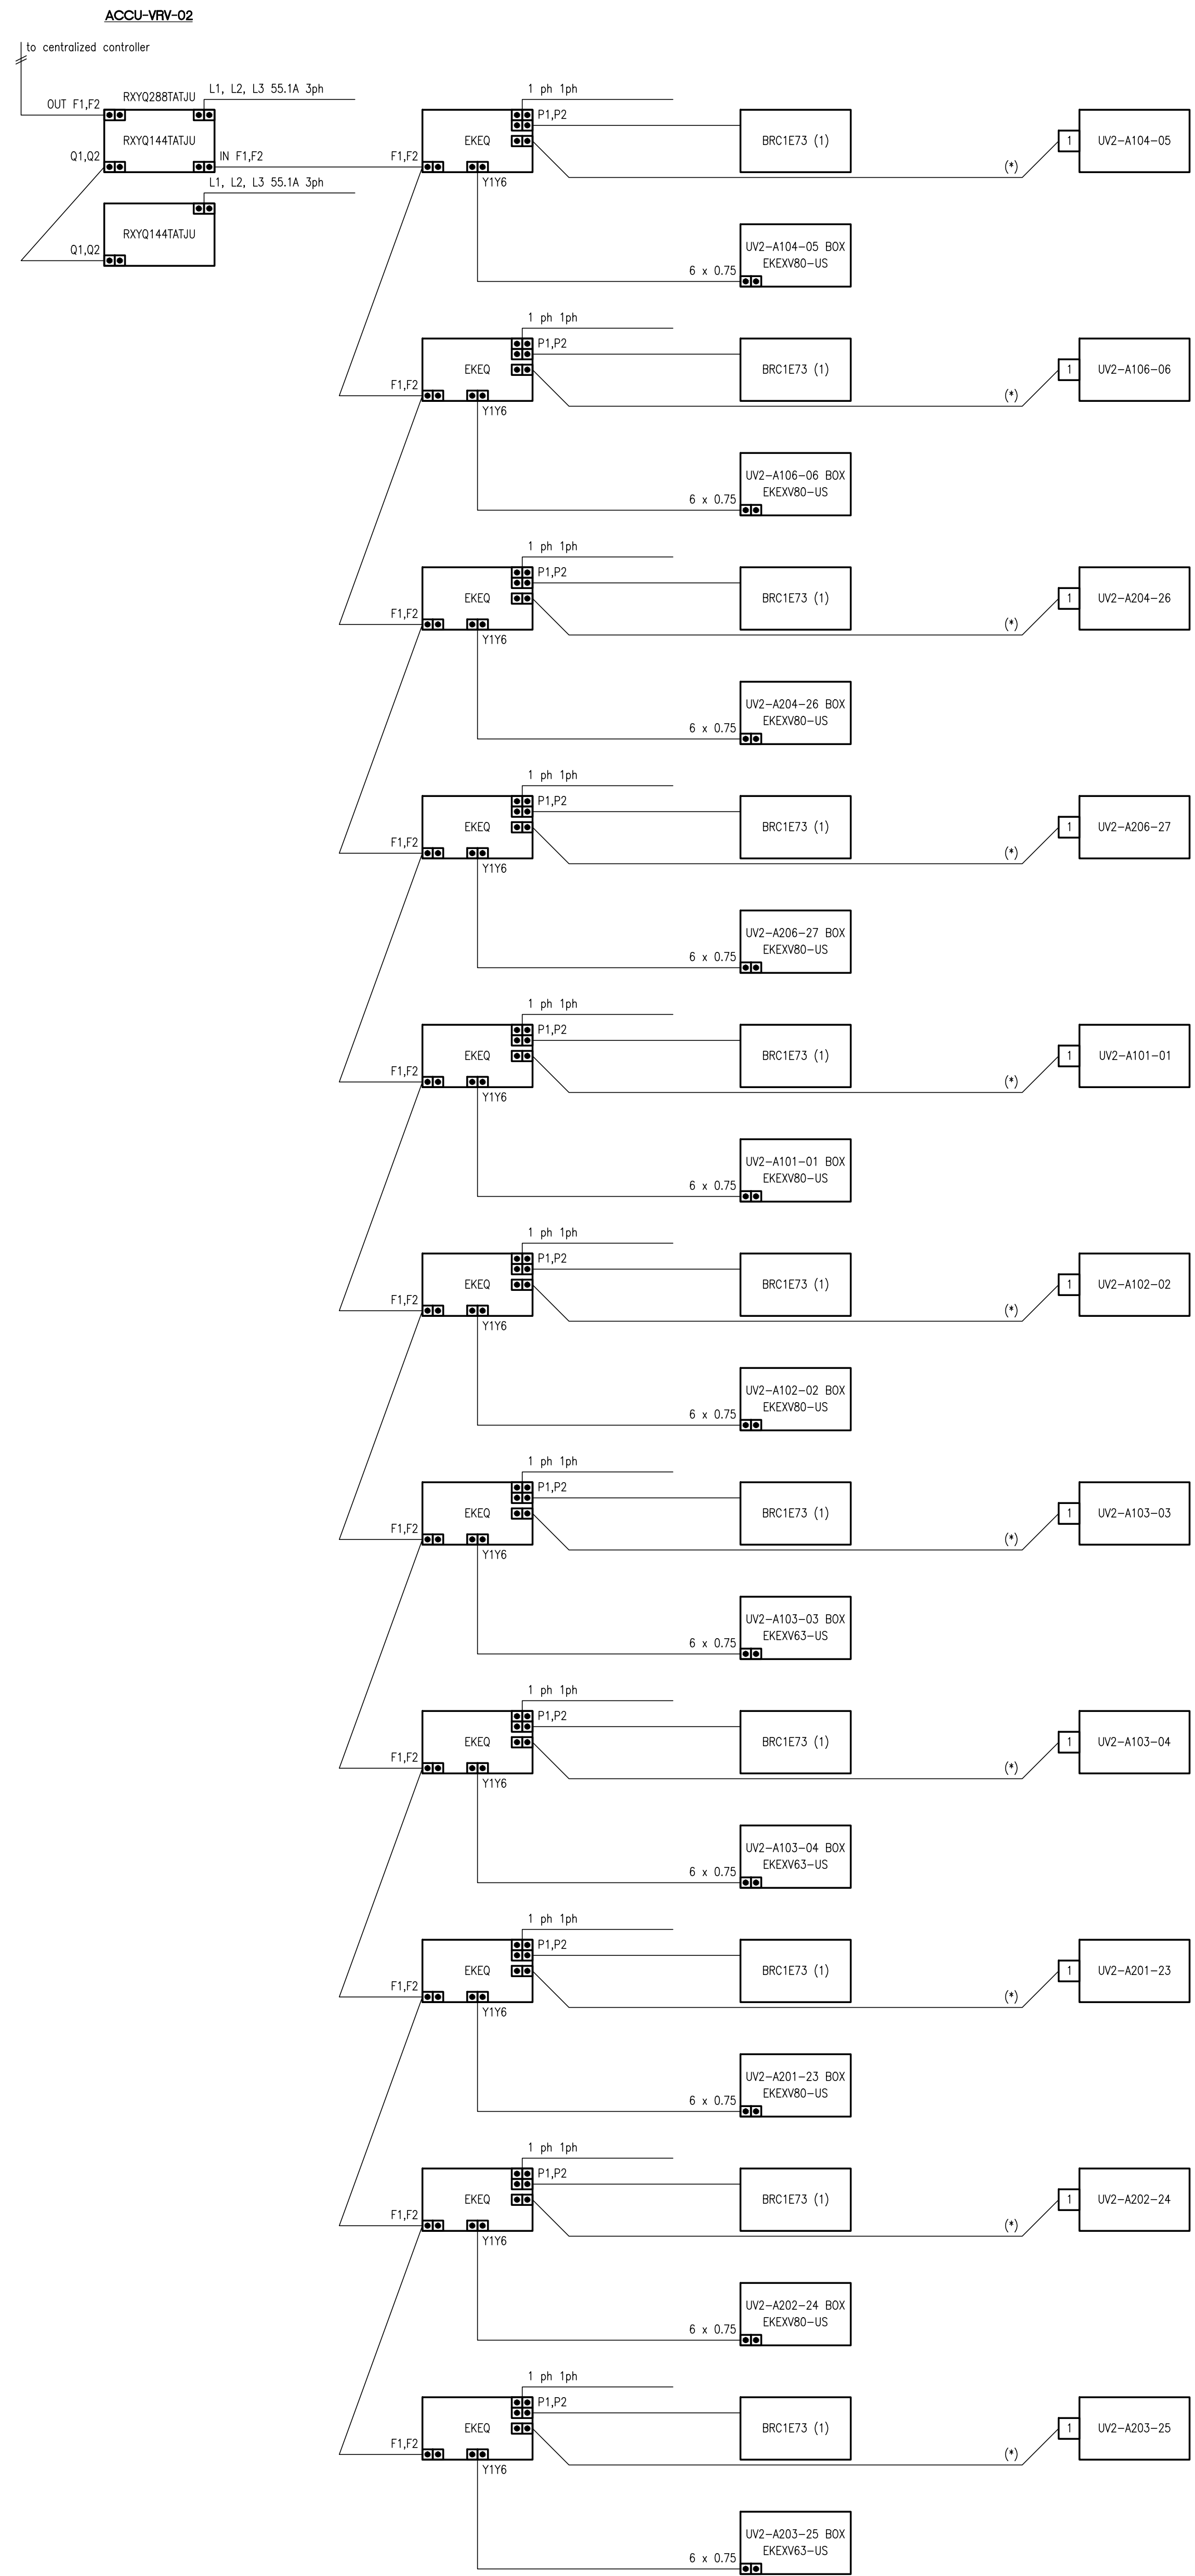 ACCU-VRV-02
to centralized controller
L1, L2, L3 55.1A 3ph
RXYQ288TATJU
OUT F1,F2
RXYQ144TATJU
Q1,Q2
IN F1,F2
L1, L2, L3 55.1A 3ph
RXYQ144TATJU
Q1,Q2
1 ph 1ph
P1,P2
EKEQ
BRC1E73 (1)
1
UV2-A104-05
F1,F2
(*)
Y1Y6
UV2-A104-05 BOX
EKEXV80-US
6 x 0.75
1 ph 1ph
P1,P2
EKEQ
BRC1E73 (1)
1
UV2-A106-06
F1,F2
(*)
Y1Y6
UV2-A106-06 BOX
EKEXV80-US
6 x 0.75
1 ph 1ph
P1,P2
EKEQ
BRC1E73 (1)
1
UV2-A204-26
F1,F2
(*)
Y1Y6
UV2-A204-26 BOX
EKEXV80-US
6 x 0.75
1 ph 1ph
P1,P2
EKEQ
BRC1E73 (1)
1
UV2-A206-27
F1,F2
(*)
Y1Y6
UV2-A206-27 BOX
EKEXV80-US
6 x 0.75
1 ph 1ph
P1,P2
EKEQ
BRC1E73 (1)
1
UV2-A101-01
F1,F2
(*)
Y1Y6
UV2-A101-01 BOX
EKEXV80-US
6 x 0.75
1 ph 1ph
P1,P2
EKEQ
BRC1E73 (1)
1
UV2-A102-02
F1,F2
(*)
Y1Y6
UV2-A102-02 BOX
EKEXV80-US
6 x 0.75
1 ph 1ph
P1,P2
EKEQ
BRC1E73 (1)
1
UV2-A103-03
F1,F2
(*)
Y1Y6
UV2-A103-03 BOX
EKEXV63-US
6 x 0.75
1 ph 1ph
P1,P2
EKEQ
BRC1E73 (1)
1
UV2-A103-04
F1,F2
(*)
Y1Y6
UV2-A103-04 BOX
EKEXV63-US
6 x 0.75
1 ph 1ph
P1,P2
EKEQ
BRC1E73 (1)
1
UV2-A201-23
F1,F2
(*)
Y1Y6
UV2-A201-23 BOX
EKEXV80-US
6 x 0.75
1 ph 1ph
P1,P2
EKEQ
BRC1E73 (1)
1
UV2-A202-24
F1,F2
(*)
Y1Y6
UV2-A202-24 BOX
EKEXV80-US
6 x 0.75
1 ph 1ph
P1,P2
EKEQ
BRC1E73 (1)
1
UV2-A203-25
F1,F2
(*)
Y1Y6
UV2-A203-25 BOX
EKEXV63-US
6 x 0.75